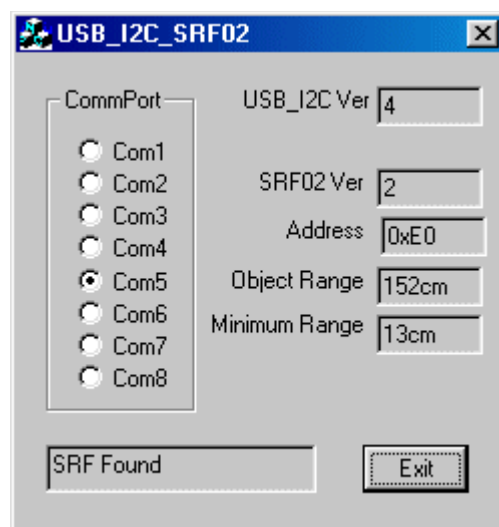 USB_I2C_SRF02
CommPort
Com1
Com2
Com3
Com4
Com5
Com6
Com7
Com8
USB_I2C Ver 4
SRF02 Ver 2
Address 0xE0
Object Range 152cm
Minimum Range 13cm
SRF Found
Exit